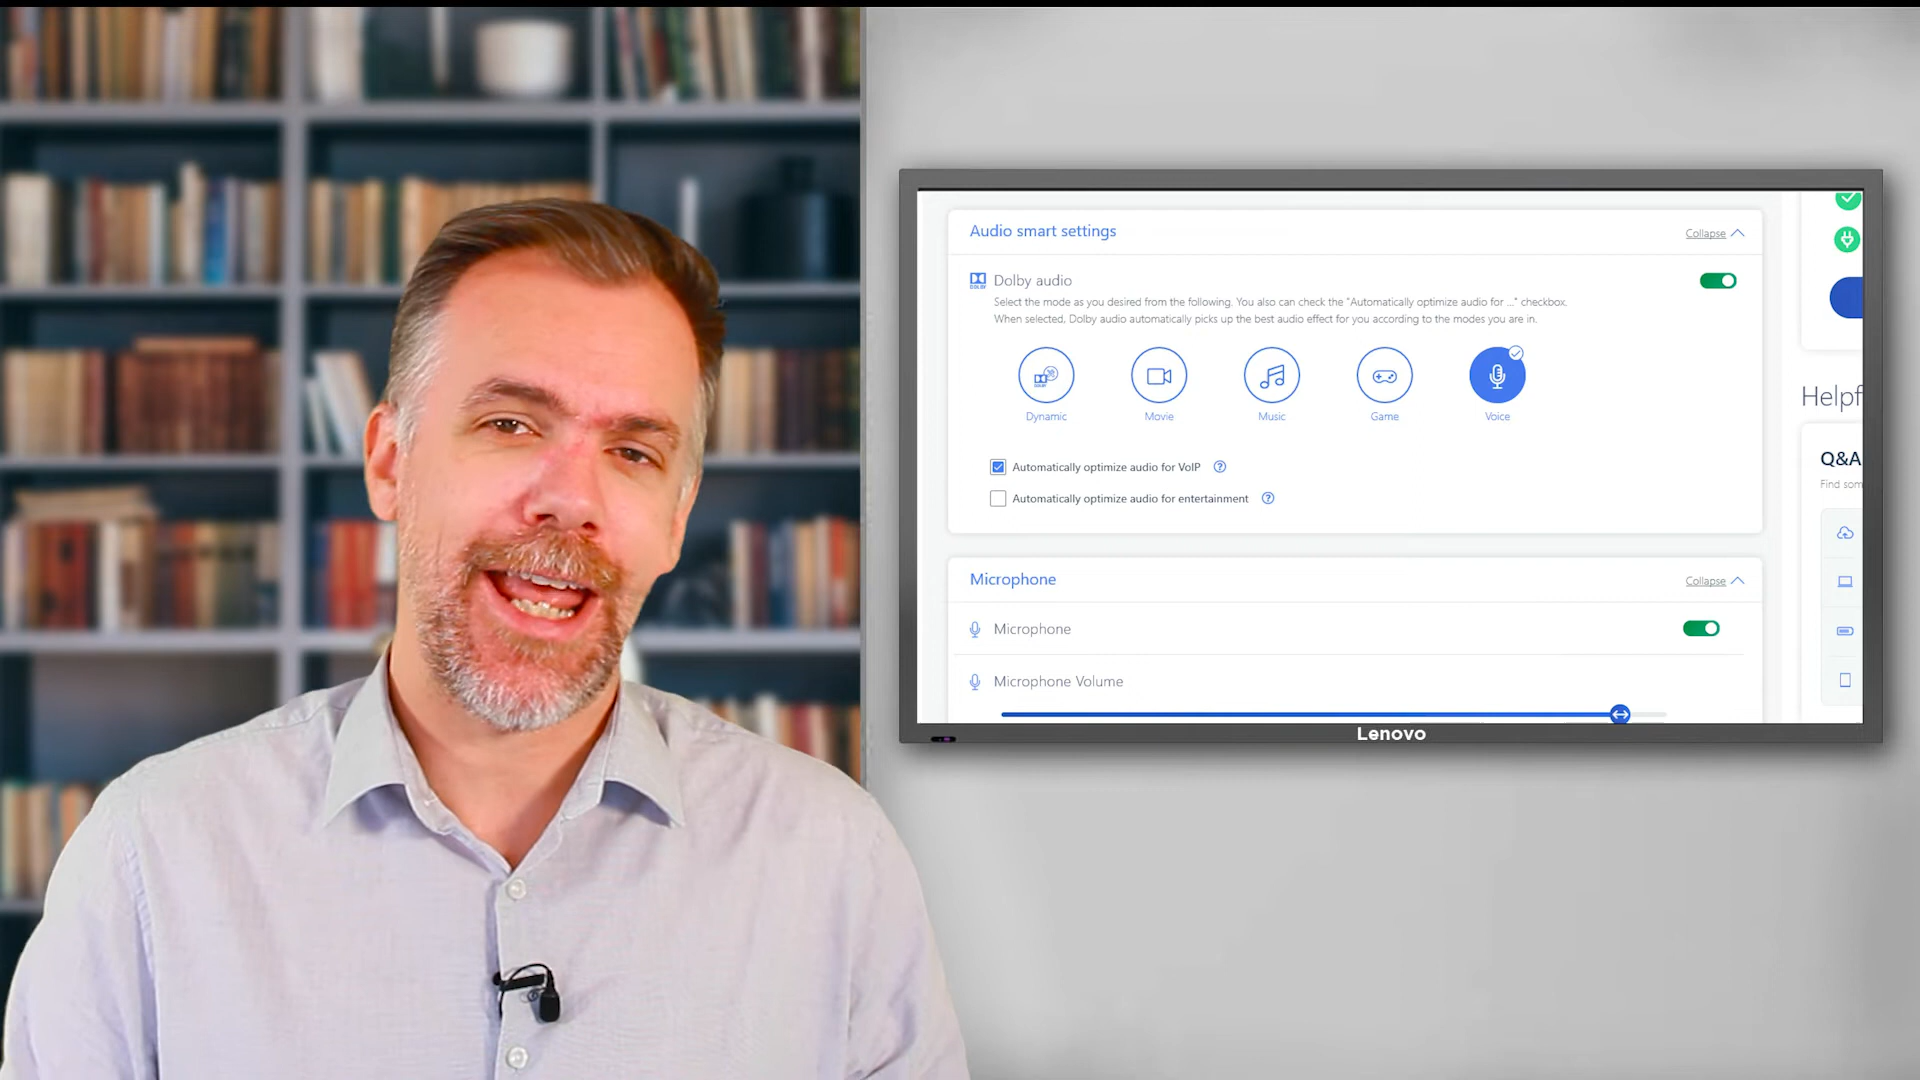 Audio smart settings
Collapse
Dolby audio
Select the mode as you desired from the following. You also can check the "Automatically optimize audio for ..." checkbox.
When selected, Dolby audio automatically picks up the best audio effect for you according to the modes you are in.
Dynamic
Movie
Music
Game
Voice
Automatically optimize audio for VoIP
Automatically optimize audio for entertainment
Microphone
Collapse
Microphone
Microphone Volume
Helpf
Q&A
Find som
Lenovo